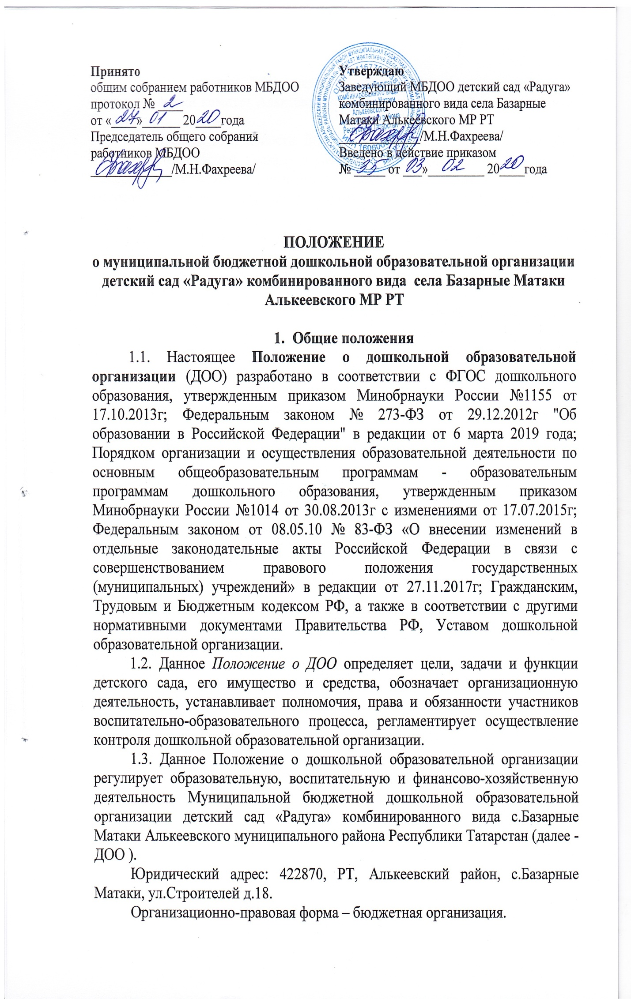 Принято
общим собранием работников МБДОО
протокол № 2
от «27» 01 2020 года
Председатель общего собрания
работников МБДОО
/М.Н.Фахреева/
Утверждаю
Заведующий МБДОО детский сад «Радуга»
комбинированного вида села Базарные
Матаки Алькеевского МР РТ
/М.Н.Фахреева/
Введено в действие приказом
№ 33 от 03» 02 2020 года
ПОЛОЖЕНИЕ
о муниципальной бюджетной дошкольной образовательной организации
детский сад «Радуга» комбинированного вида села Базарные Матаки
Алькеевского МР РТ
1. Общие положения
1.1. Настоящее Положение о дошкольной образовательной
организации (ДОО) разработано в соответствии с ФГОС дошкольного
образования, утвержденным приказом Минобрнауки России №1155 от
17.10.2013г; Федеральным законом № 273-ФЗ от 29.12.2012г "Об
образовании в Российской Федерации" в редакции от 6 марта 2019 года;
Порядком организации и осуществления образовательной деятельности по
основным общеобразовательным программам - образовательным
программам дошкольного образования, утвержденным приказом
Минобрнауки России №1014 от 30.08.2013г с изменениями от 17.07.2015г;
Федеральным законом от 08.05.10 № 83-ФЗ «О внесении изменений в
отдельные законодательные акты Российской Федерации в связи с
совершенствованием правового положения государственных
(муниципальных) учреждений» в редакции от 27.11.2017г; Гражданским,
Трудовым и Бюджетным кодексом РФ, а также в соответствии с другими
нормативными документами Правительства РФ, Уставом дошкольной
образовательной организации.
1.2. Данное Положение о ДОО определяет цели, задачи и функции
детского сада, его имущество и средства, обозначает организационную
деятельность, устанавливает полномочия, права и обязанности участников
воспитательно-образовательного процесса, регламентирует осуществление
контроля дошкольной образовательной организации.
1.3. Данное Положение о дошкольной образовательной организации
регулирует образовательную, воспитательную и финансово-хозяйственную
деятельность Муниципальной бюджетной дошкольной образовательной
организации детский сад «Радуга» комбинированного вида с.Базарные
Матаки Алькеевского муниципального района Республики Татарстан (далее -
ДОО ).
Юридический адрес: 422870, РТ, Алькеевский район, с.Базарные
Матаки, ул.Строителей д.18.
Организационно-правовая форма – бюджетная организация.